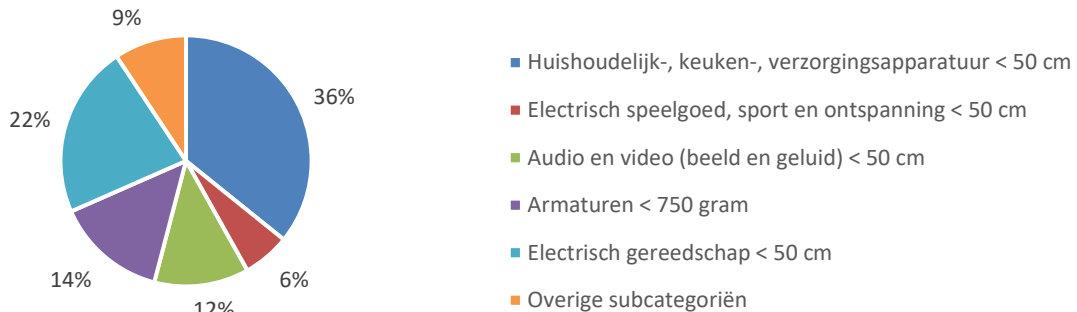 9%
36%
22%
14%
6%
12%
Huishoudelijk-, keuken-, verzorgingsapparatuur < 50 cm
Electrisch speelgoed, sport en ontspanning < 50 cm
Audio en video (beeld en geluid) < 50 cm
Armaturen < 750 gram
Electrisch gereedschap < 50 cm
Overige subcategoriën